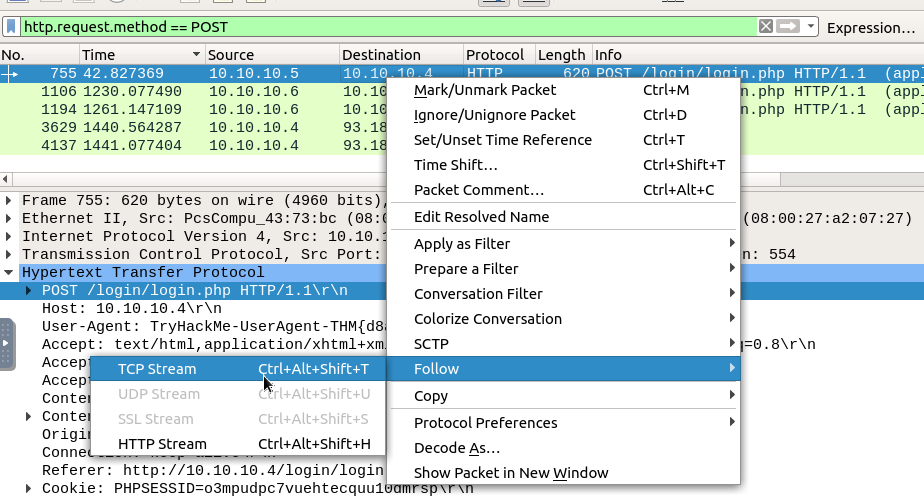 http.request.method == POST
Expression…
No. Time Source Destination Protocol Length Info
755 42.827369 10.10.10.5 10.10.10.4 HTTP 620 POST /login/login.php HTTP/1.1 (appl
1106 1230.077490 10.10.10.6 10.10 n.php HTTP/1.1 (appl
1194 1261.147109 10.10.10.6 10.10 n.php HTTP/1.1 (appl
3629 1440.564287 10.10.10.4 93.18
4137 1441.077404 10.10.10.4 93.18
Mark/Unmark Packet Ctrl+M
Ignore/Unignore Packet Ctrl+D
Set/Unset Time Reference Ctrl+T
Time Shift… Ctrl+Shift+T
Packet Comment… Ctrl+Alt+C
Edit Resolved Name
Apply as Filter
Prepare a Filter
Conversation Filter
Colorize Conversation
SCTP
Follow
Copy
Protocol Preferences
Decode As…
Show Packet in New Window
Frame 755: 620 bytes on wire (4960 bits),
Ethernet II, Src: PcsCompu_43:73:bc (08:0 (08:00:27:a2:07:27)
Internet Protocol Version 4, Src: 10.10.1
Transmission Control Protocol, Src Port: n: 554
Hypertext Transfer Protocol
POST /login/login.php HTTP/1.1\r\n
Host: 10.10.10.4\r\n
User-Agent: TryHackMe-UserAgent-THM{d8
Accept: text/html,application/xhtml+xm q=0.8\r\n
Accep
Accep
Conte
Conte
Origi
TCP Stream Ctrl+Alt+Shift+T
UDP Stream Ctrl+Alt+Shift+U
SSL Stream Ctrl+Alt+Shift+S
HTTP Stream Ctrl+Alt+Shift+H
Referer: http://10.10.10.4/login/login
Cookie: PHPSESSID=o3mpudpc7vuehtecquu10dmrsp\r\n